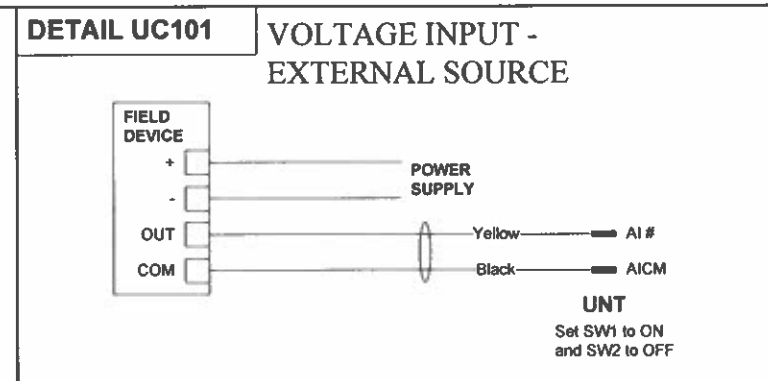 DETAIL UC101
VOLTAGE INPUT -
EXTERNAL SOURCE
FIELD
DEVICE
+
-
OUT
COM
POWER
SUPPLY
Yellow
AI #
Black
AICM
UNT
Set SW1 to ON
and SW2 to OFF